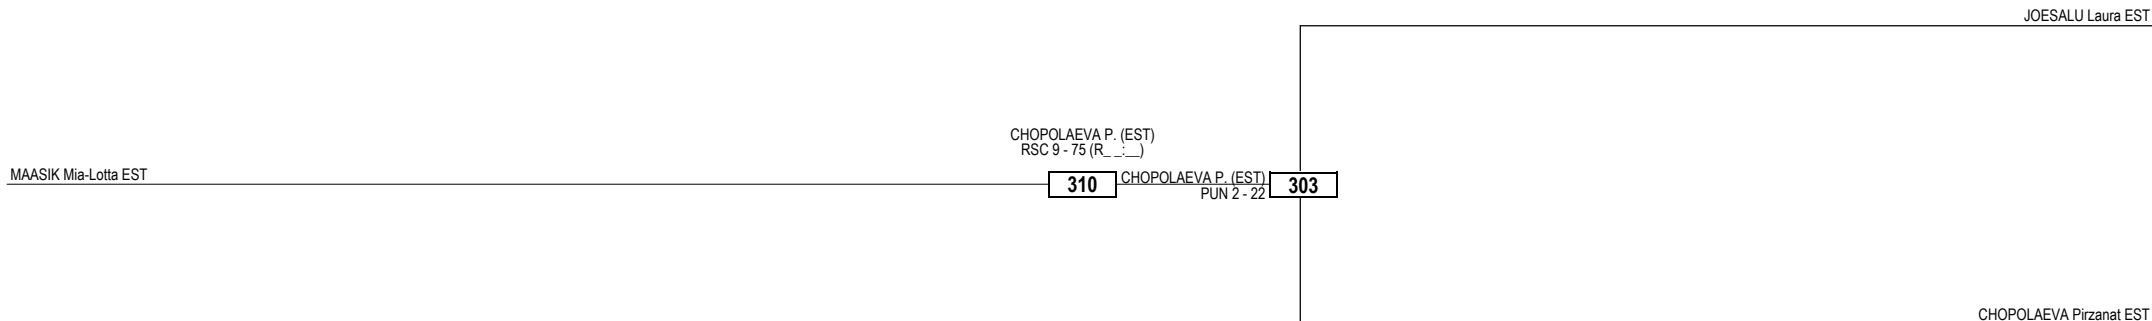 JOESALU Laura EST
CHOPOLAEVA P. (EST)
RSC 9 - 75 (R_ _:__)
MAASIK Mia-Lotta EST
310
CHOPOLAEVA P. (EST)
PUN 2 - 22
303
CHOPOLAEVA Pirzanat EST